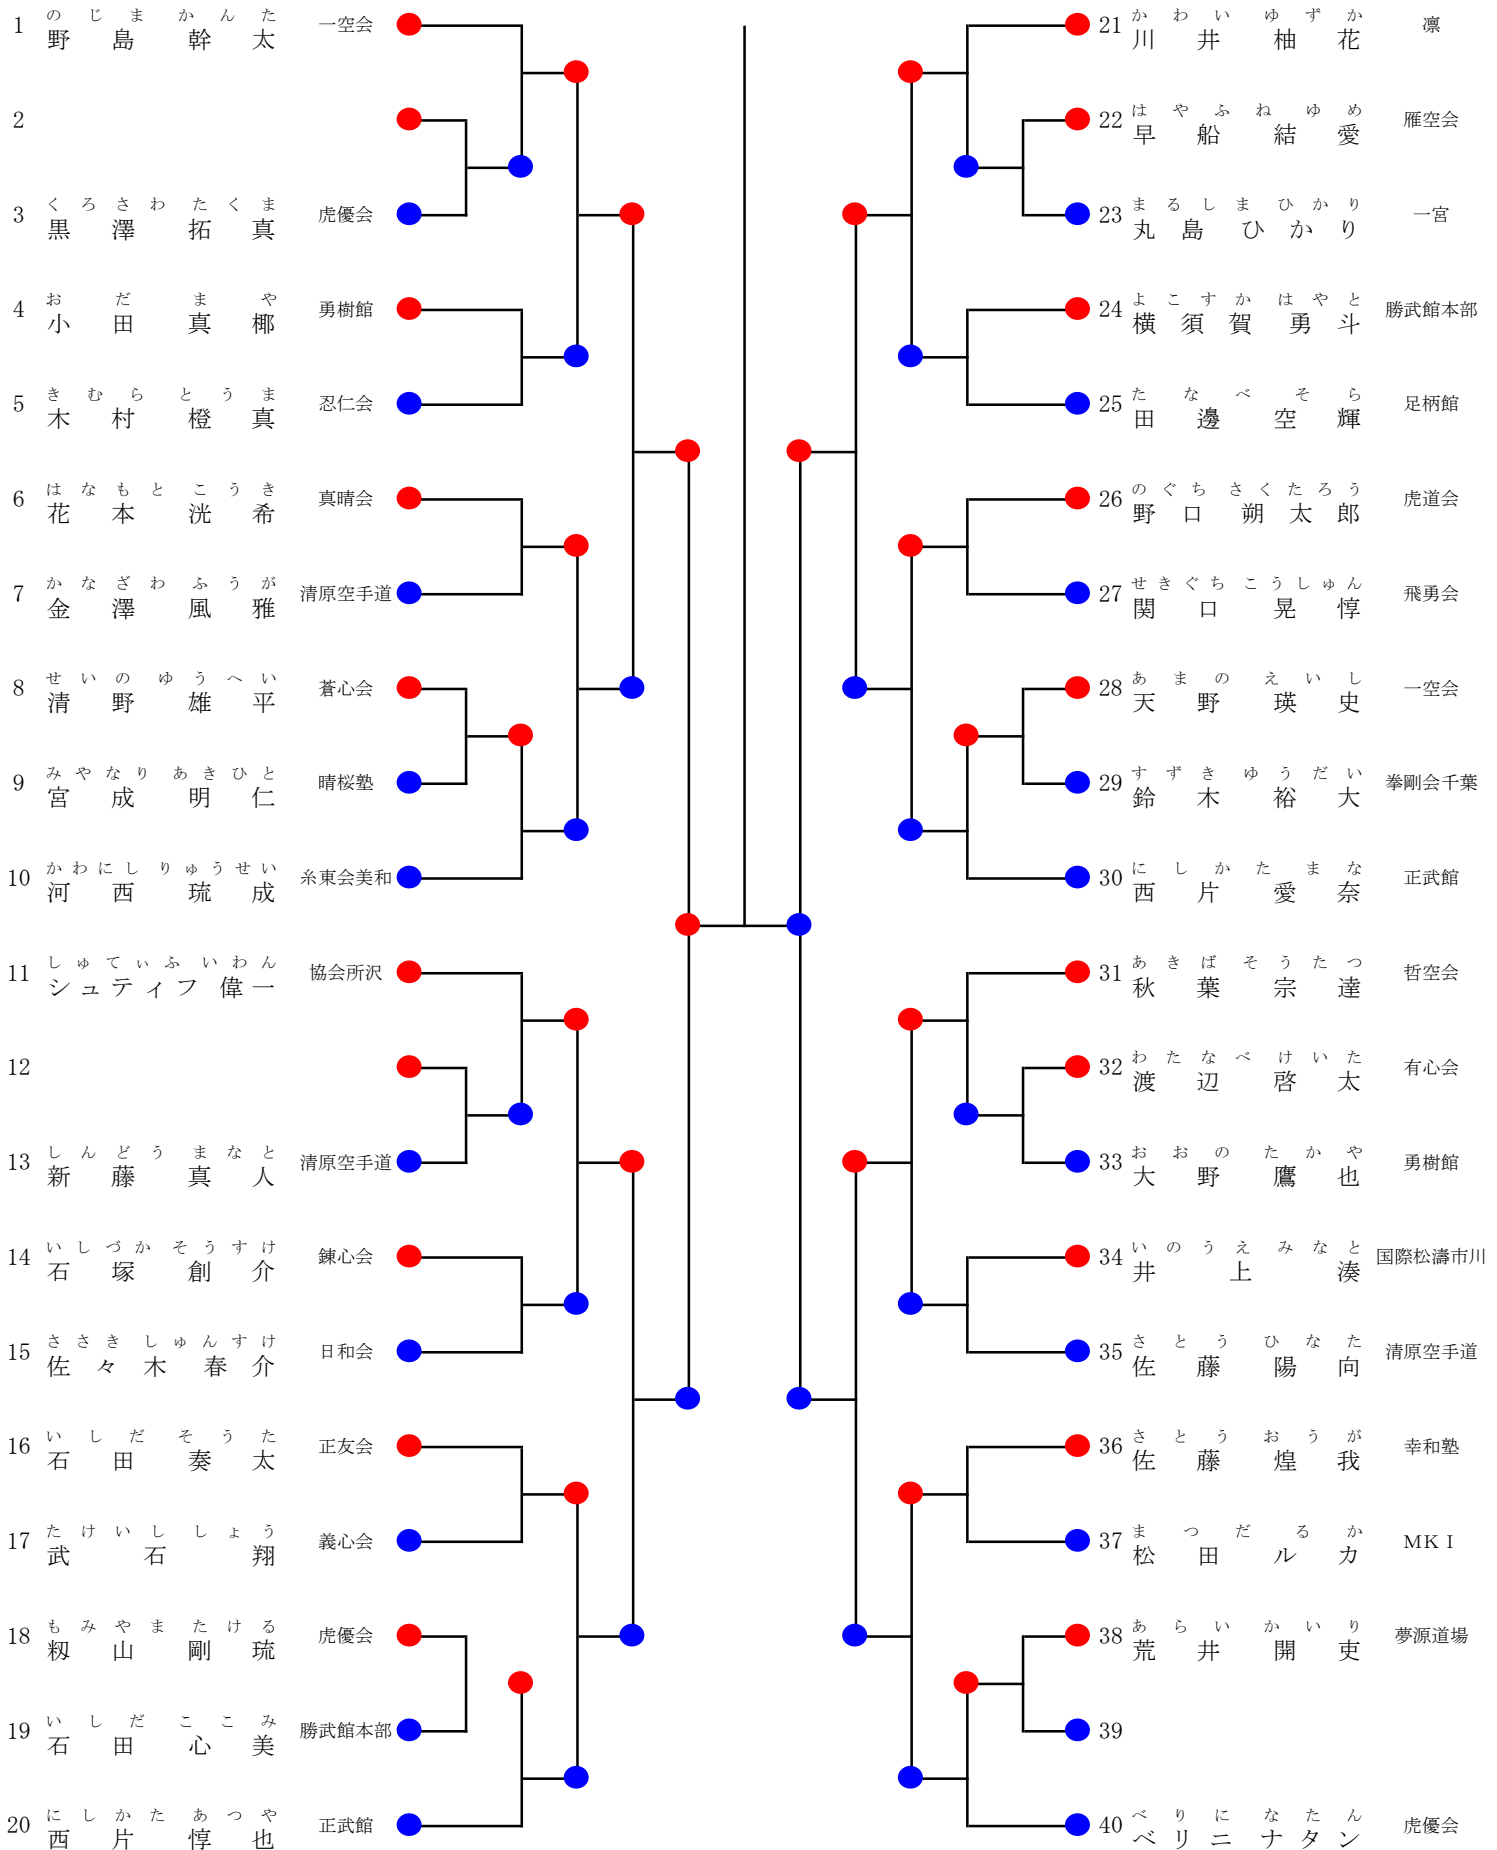 のじまかんた
1 野島幹太 一空会
2
くろさわたくま
3 黒澤拓真 虎優会
おだまや
4 小田真椰 勇樹館
きむらとうま
5 木村橙真 忍仁会
はなもとこうき
6 花本洸希 真晴会
かなざわふうが
7 金澤風雅 清原空手道
せいのゆうへい
8 清野雄平 蒼心会
みやなりあきひと
9 宮成明仁 晴桜塾
かわにしりゅうせい
10 河西琉成 糸東会美和
しゅてぃふいわん
11 シュティフ偉一 協会所沢
12
しんどうまなと
13 新藤真人 清原空手道
いしづかそうすけ
14 石塚創介 錬心会
ささきしゅんすけ
15 佐々木春介 日和会
いしだそうた
16 石田奏太 正友会
たけいししょう
17 武石翔 義心会
もみやまたける
18 籾山剛琉 虎優会
いしだここみ
19 石田心美 勝武館本部
にしかたあつや
20 西片惇也 正武館
かわいゆずか
21 川井柚花 凛
はやふねゆめ
22 早船結愛 雁空会
まるしまひかり
23 丸島ひかり 一宮
よこすかはやと
24 横須賀勇斗 勝武館本部
たなべそら
25 田邊空輝 足柄館
のぐちさくたろう
26 野口朔太郎 虎道会
せきぐちこうしゅん
27 関口晃惇 飛勇会
あまのえいし
28 天野瑛史 一空会
すずきゆうだい
29 鈴木裕大 拳剛会千葉
にしかたまな
30 西片愛奈 正武館
あきばそうたつ
31 秋葉宗達 哲空会
わたなべけいた
32 渡辺啓太 有心会
おおのたかや
33 大野鷹也 勇樹館
いのうえみなと
34 井上湊 国際松濤市川
さとうひなた
35 佐藤陽向 清原空手道
さとうおうが
36 佐藤煌我 幸和塾
まつだるか
37 松田ルカ MKI
あらいかいり
38 荒井開吏 夢源道場
39
べりになたん
40 ベリニナタン 虎優会